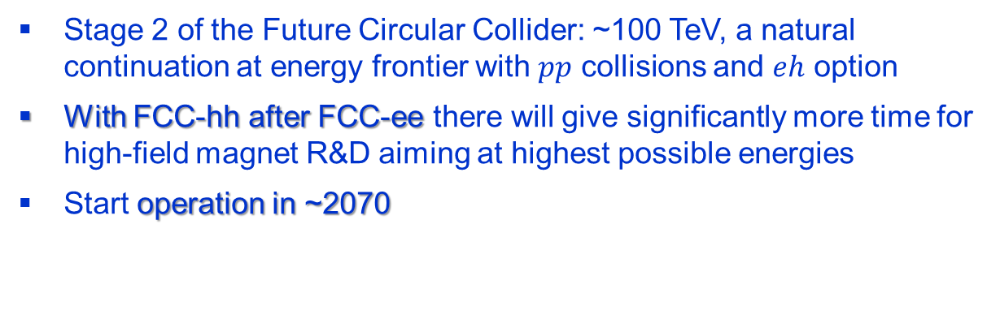 ▪ Stage 2 of the Future Circular Collider: ~100 TeV, a natural
continuation at energy frontier with 𝑝𝑝 collisions and 𝑒ℎ option
▪ With FCC-hh after FCC-ee there will give significantly more time for
high-field magnet R&D aiming at highest possible energies
▪ Start operation in ~2070